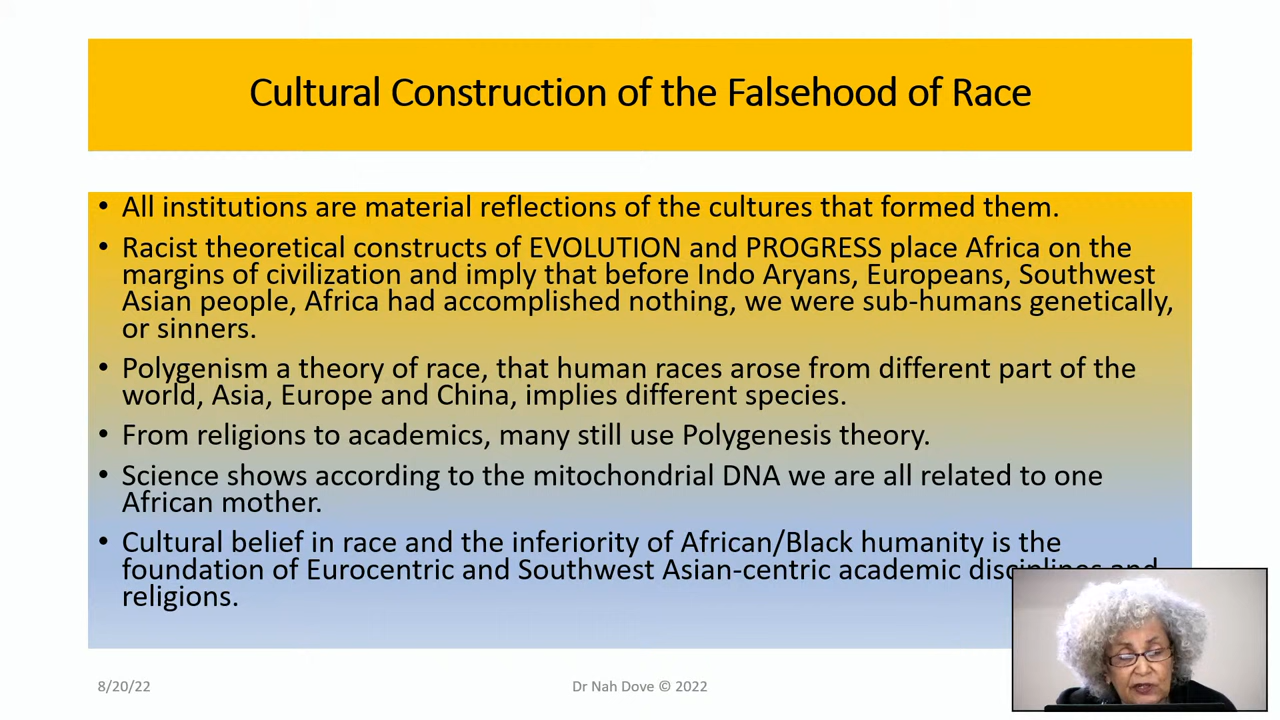 Cultural Construction of the Falsehood of Race
• All institutions are material reflections of the cultures that formed them.
• Racist theoretical constructs of EVOLUTION and PROGRESS place Africa on the
margins of civilization and imply that before Indo Aryans, Europeans, Southwest
Asian people, Africa had accomplished nothing, we were sub-humans genetically,
or sinners.
• Polygenism a theory of race, that human races arose from different part of the
world, Asia, Europe and China, implies different species.
• From religions to academics, many still use Polygenesis theory.
• Science shows according to the mitochondrial DNA we are all related to one
African mother.
• Cultural belief in race and the inferiority of African/Black humanity is the
foundation of Eurocentric and Southwest Asian-centric academic disciplines and
religions.
8/20/22
Dr Nah Dove © 2022